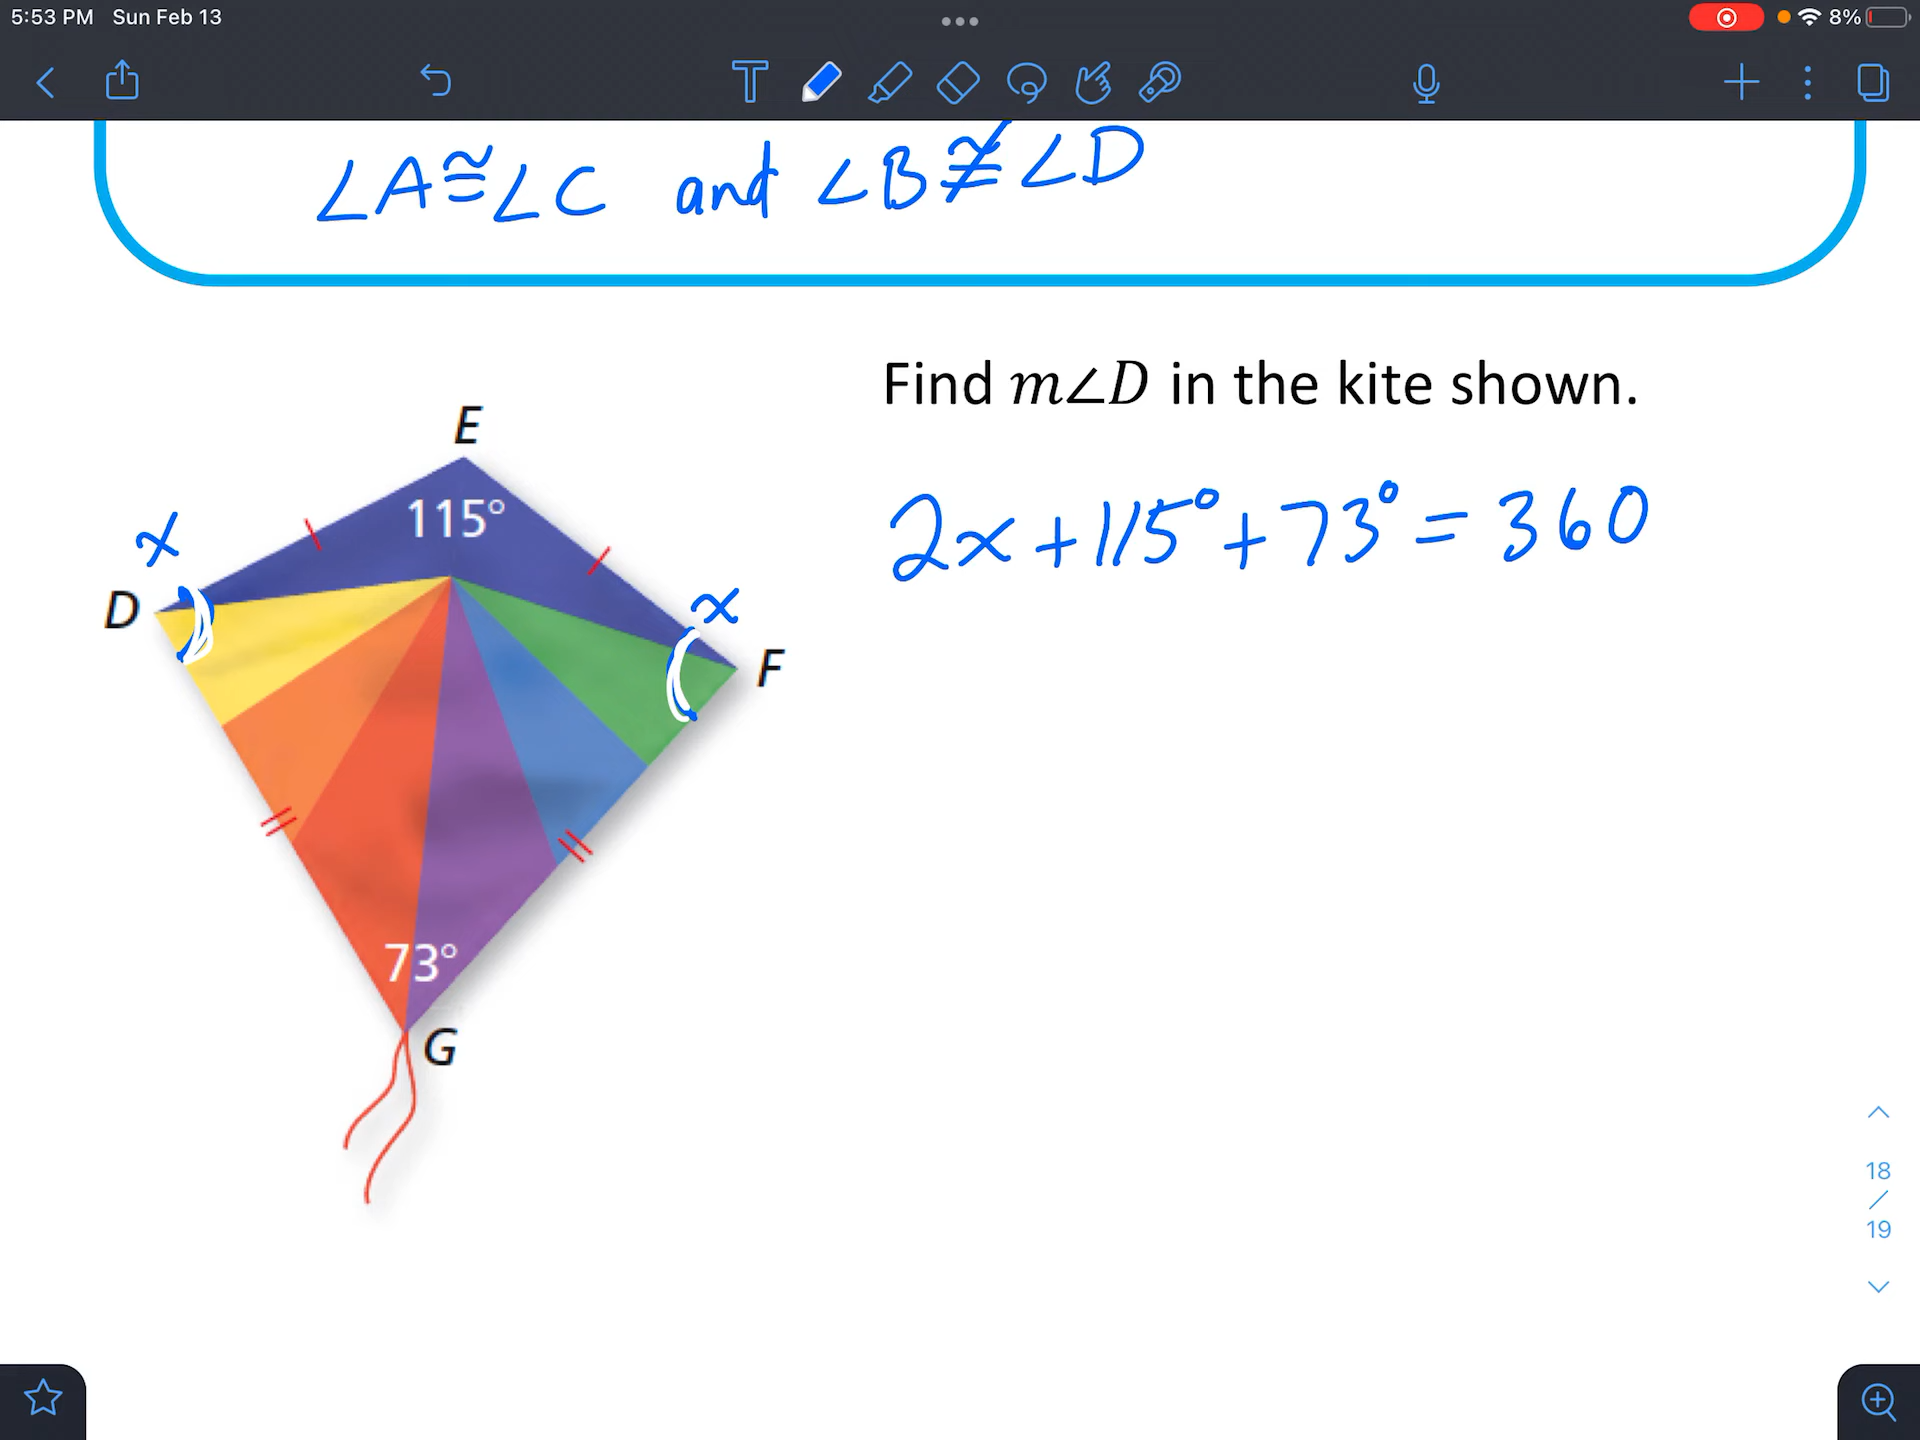 5:53 PM Sun Feb 13
8%
∠A≅∠C and ∠B≇∠D
Find m∠D in the kite shown.
2x+115°+73°=360
E
115°
x
D
x
F
73°
G
18
/
19